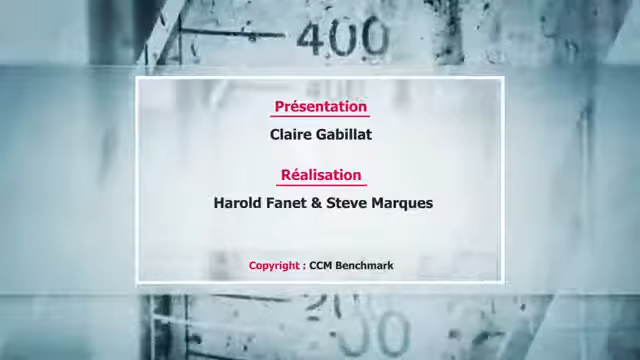 400
Présentation
Claire Gabillat
Réalisation
Harold Fanet & Steve Marques
Copyright : CCM Benchmark